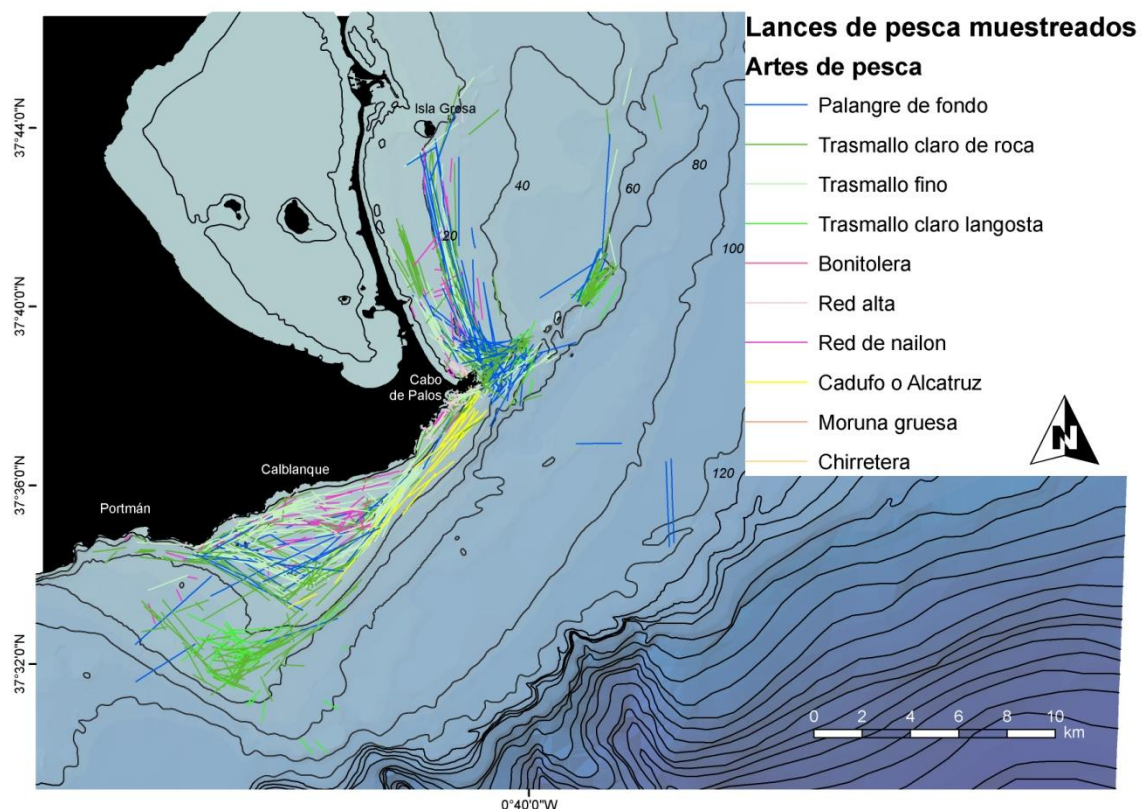 Lances de pesca muestreados
Artes de pesca
Palangre de fondo
Trasmallo claro de roca
Trasmallo fino
Trasmallo claro langosta
Bonitolera
Red alta
Red de nailon
Cadufo o Alcatruz
Moruna gruesa
Chirretera
N
37°44'0"N
37°40'0"N
37°36'0"N
37°32'0"N
Isla Grosa
40
60
80
100
20
120
Cabo
de Palos
Calblanque
Portmán
0 2 4 6 8 10
km
0°40'0"W